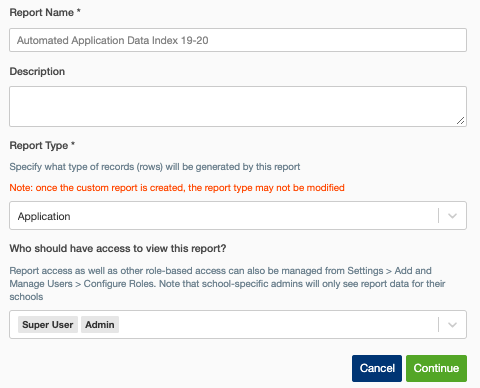 Report Name *
Automated Application Data Index 19-20
Description
Report Type *
Specify what type of records (rows) will be generated by this report
Note: once the custom report is created, the report type may not be modified
Application
Who should have access to view this report?
Report access as well as other role-based access can also be managed from Settings > Add and
Manage Users > Configure Roles. Note that school-specific admins will only see report data for their
schools
Super User Admin
Cancel Continue